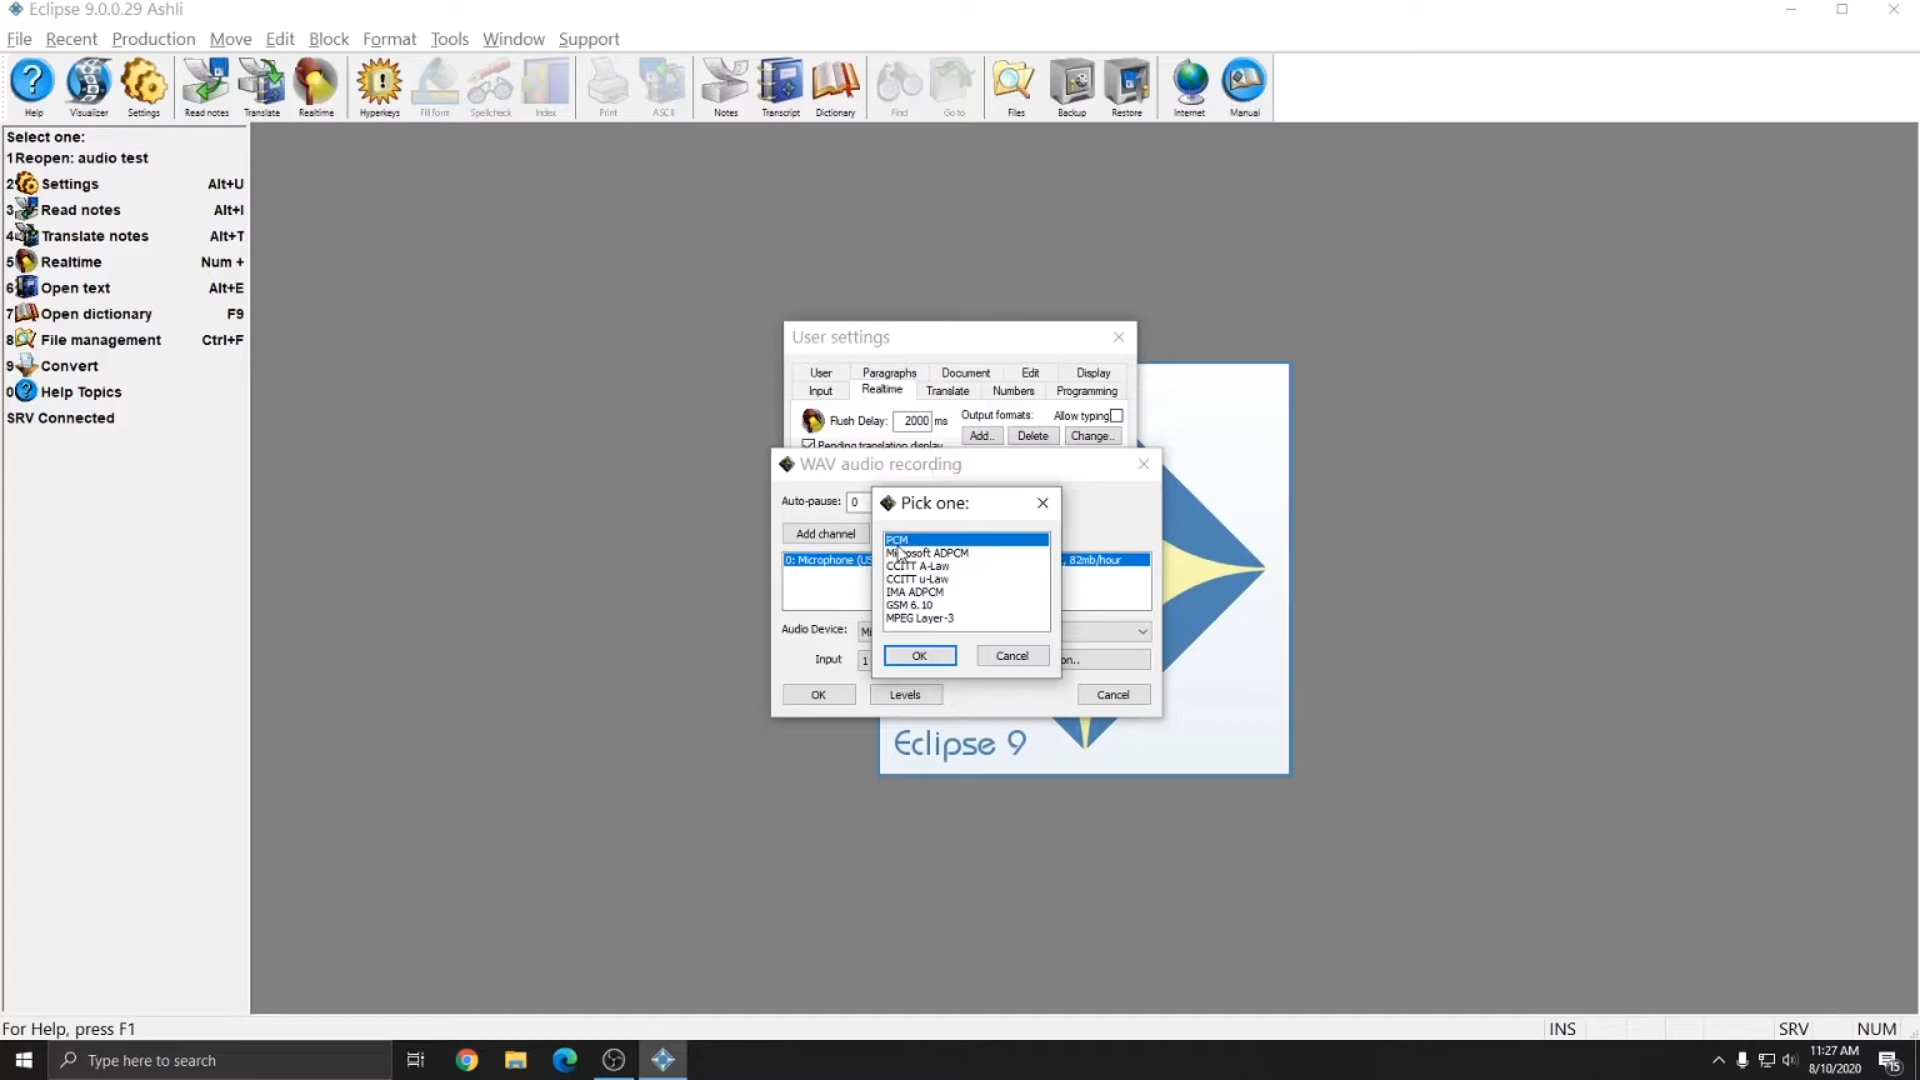 Eclipse 9.0.0.29 Ashli
File Recent Production Move Edit Block Format Tools Window Support
Help Visualizer Settings Read notes Translate Realtime Hyperkeys Fill form Spellcheck Index Print ASCII Notes Transcript Dictionary Find Go to Files Backup Restore Internet Manual
Select one:
1 Reopen: audio test
2 Settings Alt+U
3 Read notes Alt+I
4 Translate notes Alt+T
5 Realtime Num +
6 Open text Alt+E
7 Open dictionary F9
8 File management Ctrl+F
9 Convert
0 Help Topics
SRV Connected
User settings
User Paragraphs Document Edit Display
Input Realtime Translate Numbers Programming
Flush Delay: 2000 ms Output formats: Allow typing
Add.. Delete Change..
Pending translation display
WAV audio recording
Auto-pause: 0
Add channel
0: Microphone (US , 82mb/hour
Audio Device: Mi
Input 1
OK Levels Cancel
Pick one:
PCM
Microsoft ADPCM
CCITT A-Law
CCITT u-Law
IMA ADPCM
GSM 6.10
MPEG Layer-3
OK Cancel
Eclipse 9
For Help, press F1 INS SRV NUM
Type here to search
11:27 AM
8/10/2020
15